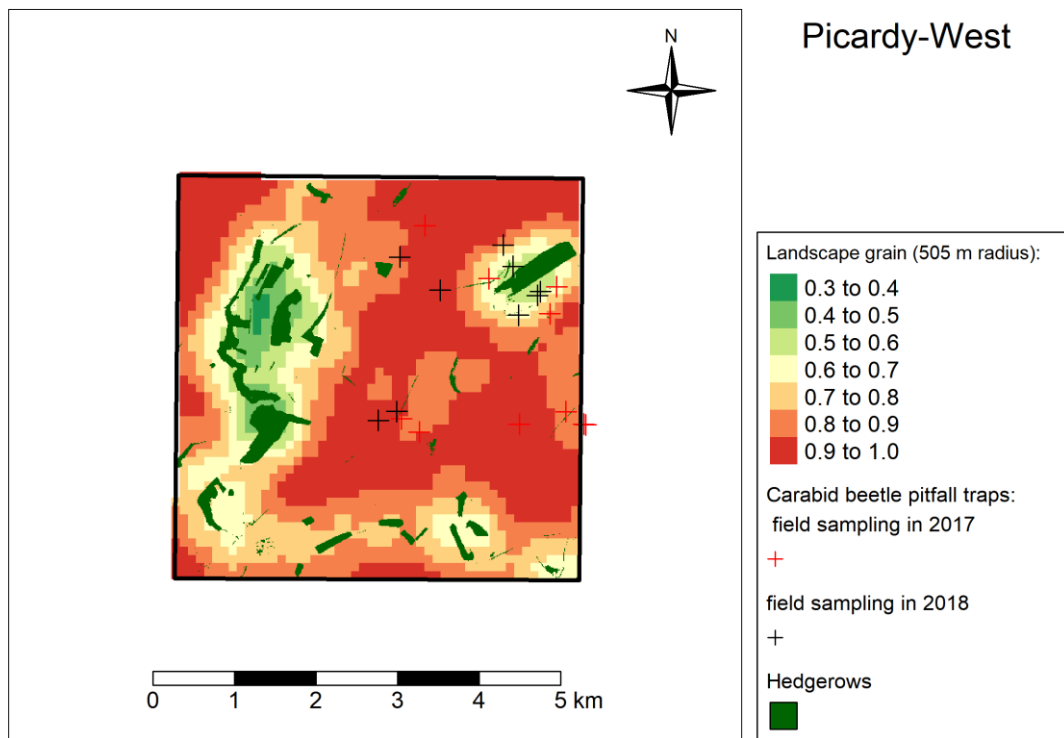 Picardy-West
N
Landscape grain (505 m radius):
0.3 to 0.4
0.4 to 0.5
0.5 to 0.6
0.6 to 0.7
0.7 to 0.8
0.8 to 0.9
0.9 to 1.0
Carabid beetle pitfall traps:
field sampling in 2017
field sampling in 2018
Hedgerows
0 1 2 3 4 5 km